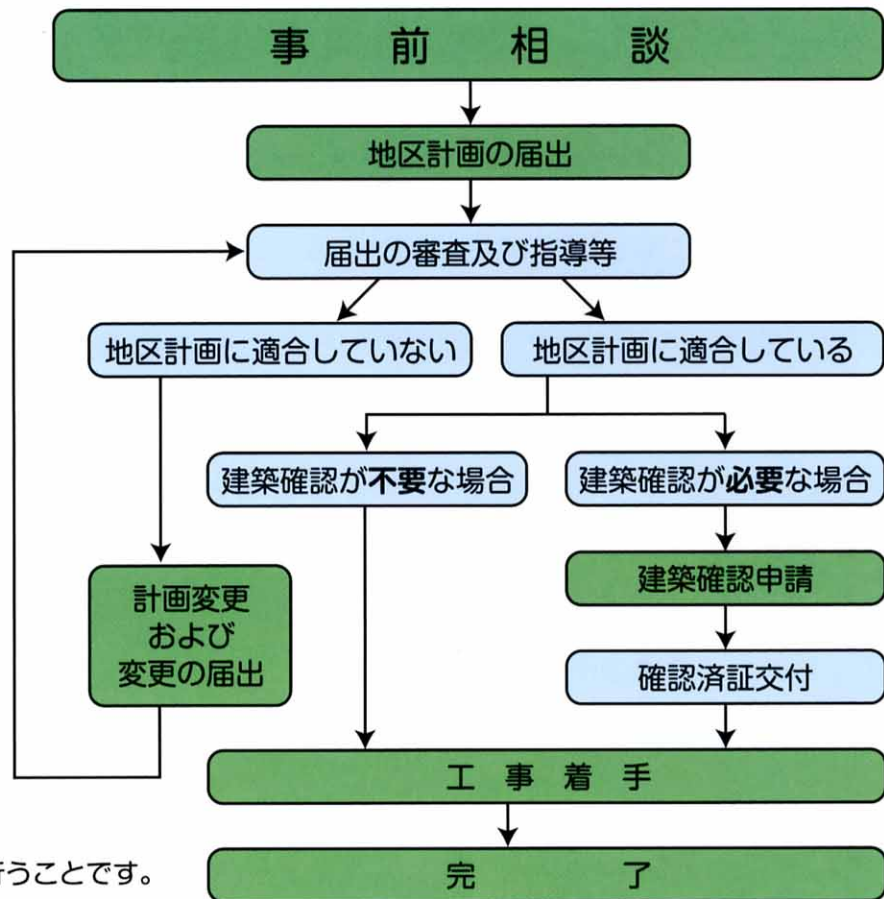 事前相談
地区計画の届出
届出の審査及び指導等
地区計画に適合していない
地区計画に適合している
建築確認が不要な場合
建築確認が必要な場合
建築確認申請
計画変更
および
変更の届出
確認済証交付
工事着手
行うことです。
完了